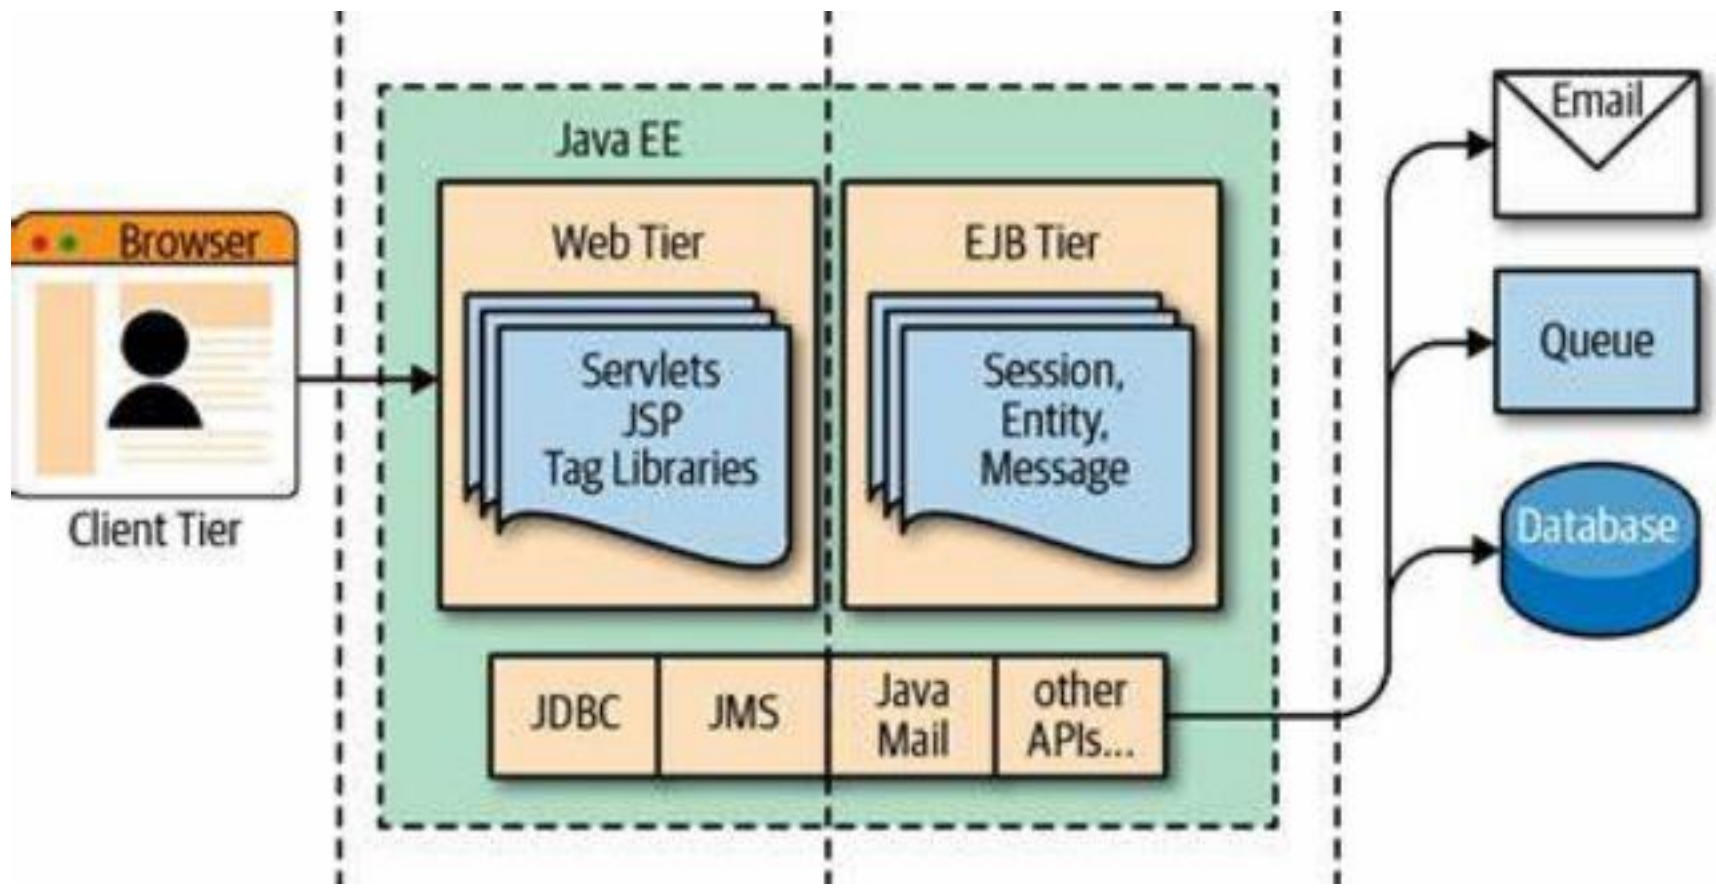 Browser
Client Tier
Java EE
Web Tier
Servlets
JSP
Tag Libraries
EJB Tier
Session,
Entity,
Message
JDBC
JMS
Java
Mail
other
APIs...
Email
Queue
Database